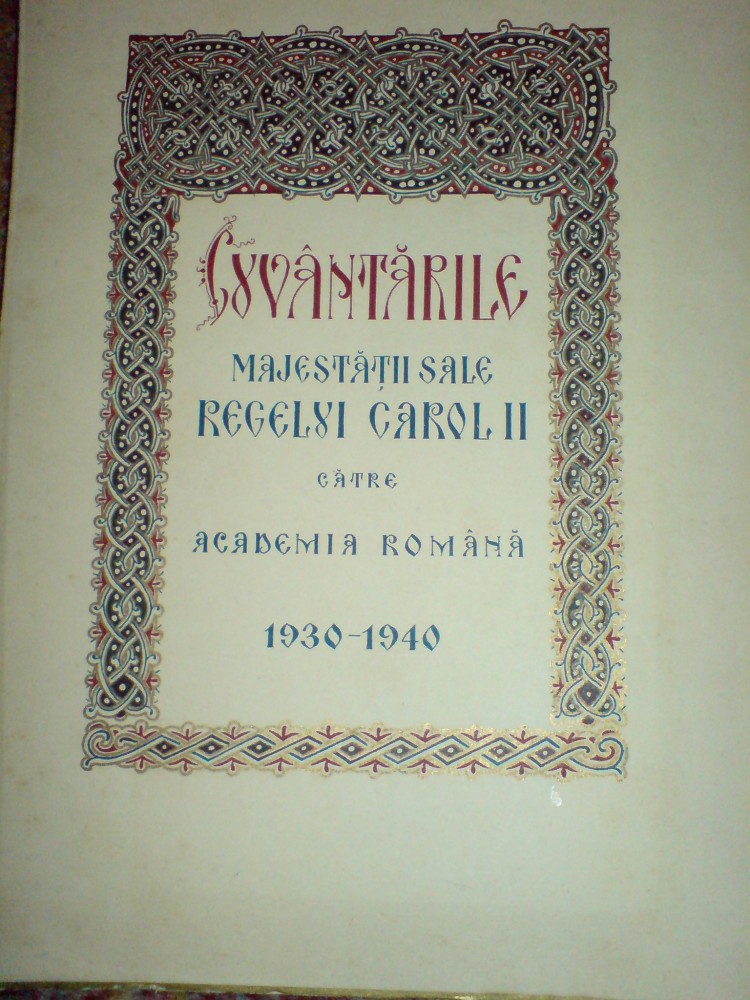 CUVÂNTĂRILE
MAJESTĂȚII SALE
REGELUI CAROL II
CĂTRE
ACADEMIA ROMÂNĂ
1930-1940